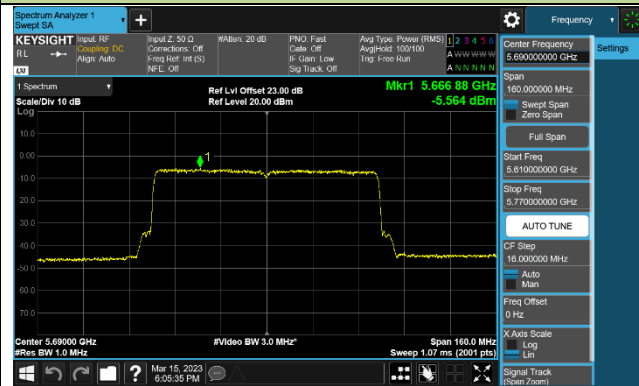 Spectrum Analyzer 1
Swept SA
+
Frequency
KEYSIGHT
RL
LXI
Input: RF
Coupling: DC
Align: Auto
Input Z: 50 Ω
Corrections: Off
Freq Ref: Int (S)
NFE: Off
#Atten: 20 dB
PNO: Fast
Gate: Off
IF Gain: Low
Sig Track: Off
Avg Type: Power (RMS)
Avg|Hold: 100/100
Trig: Free Run
1 2 3 4 5 6
A W W W W W
A N N N N N
1 Spectrum
Scale/Div 10 dB
Log
Ref Lvl Offset 23.00 dB
Ref Level 20.00 dBm
Mkr1 5.666 88 GHz
-5.564 dBm
10.0
0.00
-10.0
-20.0
-30.0
-40.0
-50.0
-60.0
-70.0
1
Center 5.69000 GHz
#Res BW 1.0 MHz
#Video BW 3.0 MHz*
Span 160.0 MHz
Sweep 1.07 ms (2001 pts)
Center Frequency
5.690000000 GHz
Settings
Span
160.000000 MHz
Swept Span
Zero Span
Full Span
Start Freq
5.610000000 GHz
Stop Freq
5.770000000 GHz
AUTO TUNE
CF Step
16.000000 MHz
Auto
Man
Freq Offset
0 Hz
X Axis Scale
Log
Lin
Signal Track
(Span Zoom)
?
Mar 15, 2023
6:05:35 PM